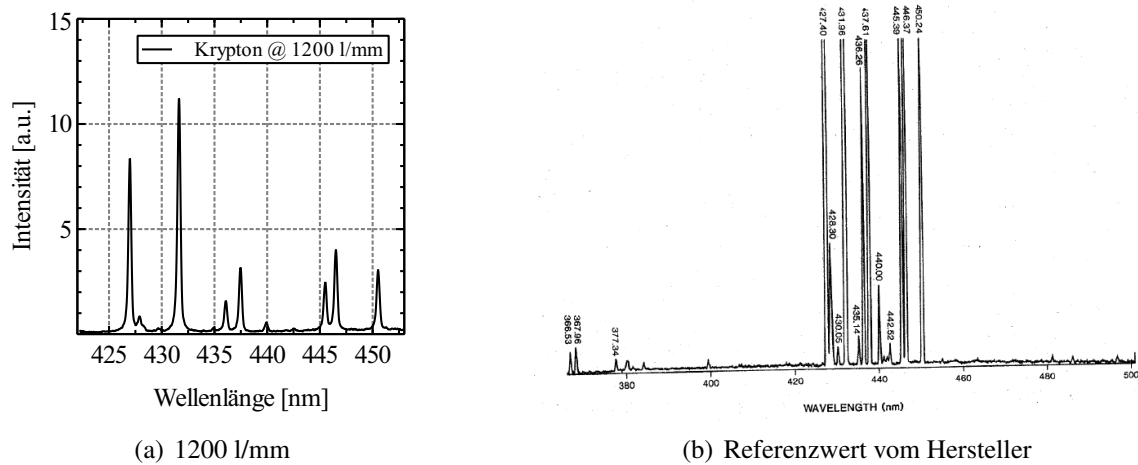 15
10
5
Krypton @ 1200 l/mm
Intensität [a.u.]
425 430 435 440 445 450
Wellenlänge [nm]
(a) 1200 l/mm
366.53
367.96
377.34
427.40
428.30
430.05
431.96
435.14
436.26
437.61
440.00
442.52
445.39
446.37
450.24
380 400 420 440 460 480 500
WAVELENGTH (nm)
(b) Referenzwert vom Hersteller